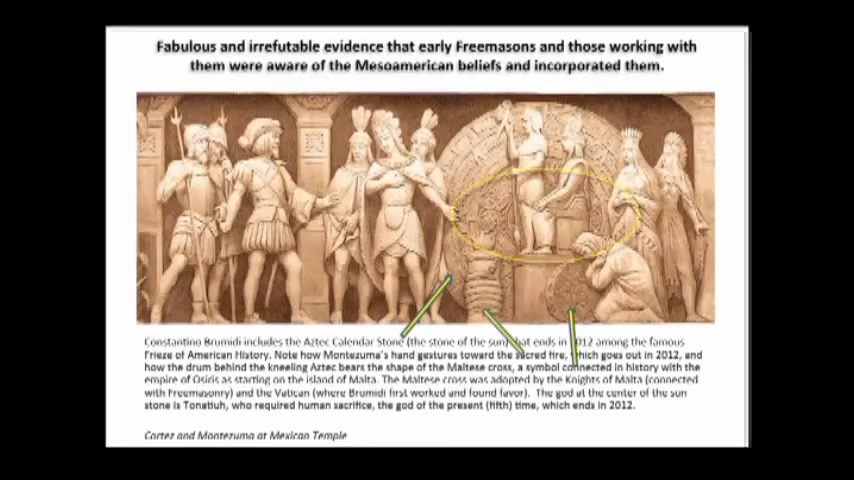 Fabulous and irrefutable evidence that early Freemasons and those working with
them were aware of the Mesoamerican beliefs and incorporated them.
Constantino Brumidi includes the Aztec Calendar Stone (the stone of the sun) that ends in 2012 among the famous
Frieze of American History. Note how Montezuma's hand gestures toward the sacred fire, which goes out in 2012, and
how the drum behind the kneeling Aztec bears the shape of the Maltese cross, a symbol connected in history with the
empire of Osiris as starting on the island of Malta. The Maltese cross was adopted by the Knights of Malta (connected
with Freemasonry) and the Vatican (where Brumidi first worked and found favor). The god at the center of the sun
stone is Tonatiuh, who required human sacrifice, the god of the present (fifth) time, which ends in 2012.
Cortez and Montezuma at Mexican Temple